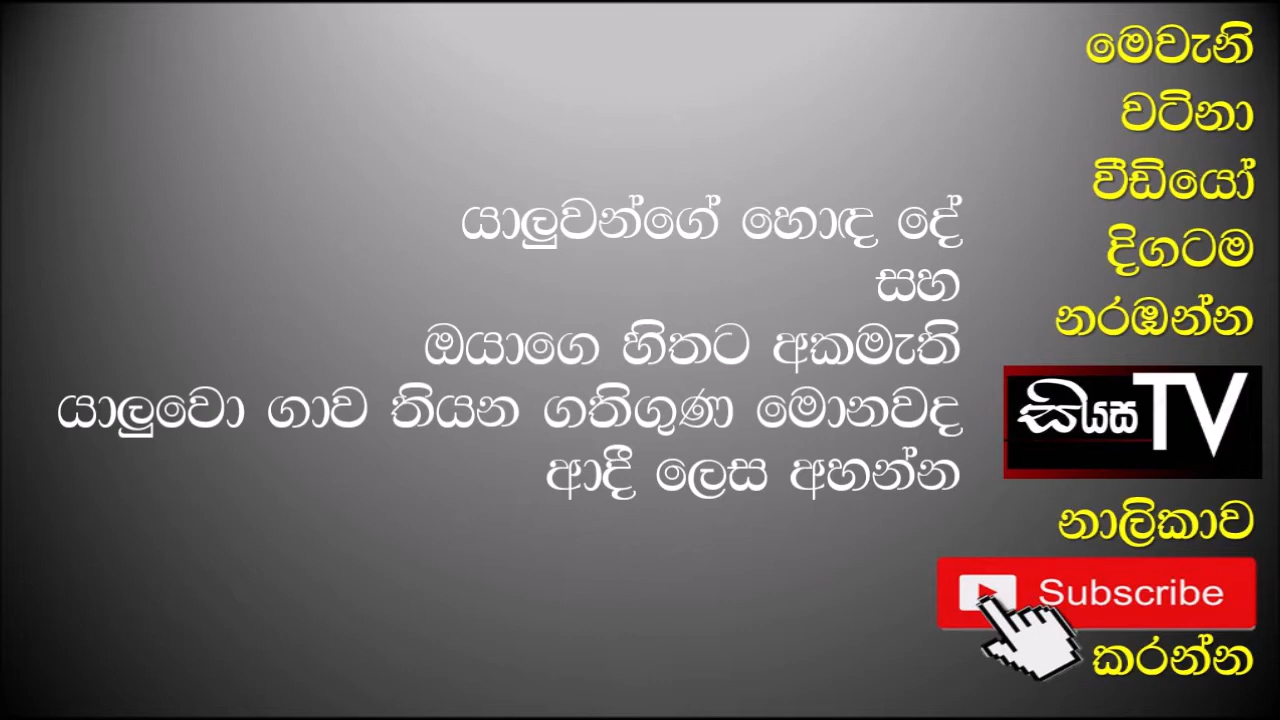 යාලුවන්ගේ හොඳ දේ
සහ
ඔයාගෙ හිතට අකමැති
යාලුවො ගාව තියන ගතිගුණ මොනවද
ආදී ලෙස අහන්න
මෙවැනි
වටිනා
වීඩියෝ
දිගටම
නරඹන්න
සියස TV
නාලිකාව
Subscribe
කරන්න